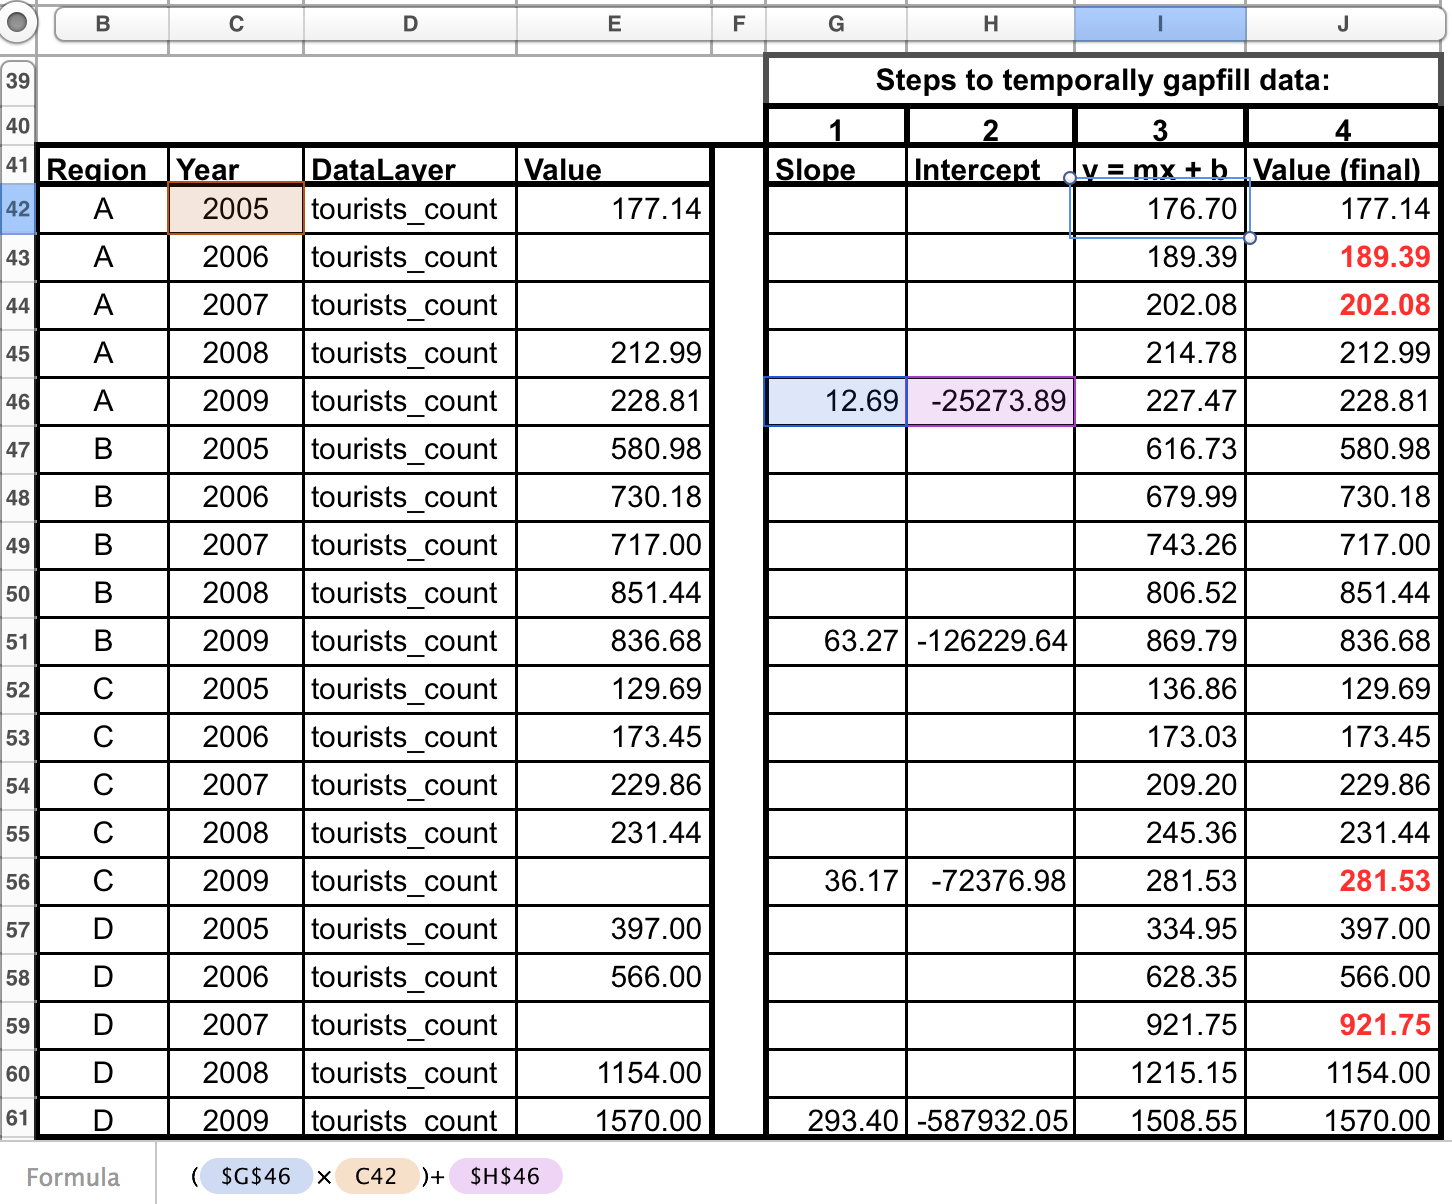 B C D E F G H I J
39 Steps to temporally gapfill data:
40 1 2 3 4
41 Region Year DataLayer Value Slope Intercept y = mx + b Value (final)
42 A 2005 tourists_count 177.14 176.70 177.14
43 A 2006 tourists_count 189.39 189.39
44 A 2007 tourists_count 202.08 202.08
45 A 2008 tourists_count 212.99 214.78 212.99
46 A 2009 tourists_count 228.81 12.69 -25273.89 227.47 228.81
47 B 2005 tourists_count 580.98 616.73 580.98
48 B 2006 tourists_count 730.18 679.99 730.18
49 B 2007 tourists_count 717.00 743.26 717.00
50 B 2008 tourists_count 851.44 806.52 851.44
51 B 2009 tourists_count 836.68 63.27 -126229.64 869.79 836.68
52 C 2005 tourists_count 129.69 136.86 129.69
53 C 2006 tourists_count 173.45 173.03 173.45
54 C 2007 tourists_count 229.86 209.20 229.86
55 C 2008 tourists_count 231.44 245.36 231.44
56 C 2009 tourists_count 36.17 -72376.98 281.53 281.53
57 D 2005 tourists_count 397.00 334.95 397.00
58 D 2006 tourists_count 566.00 628.35 566.00
59 D 2007 tourists_count 921.75 921.75
60 D 2008 tourists_count 1154.00 1215.15 1154.00
61 D 2009 tourists_count 1570.00 293.40 -587932.05 1508.55 1570.00
Formula ( $G$46 × C42 )+ $H$46